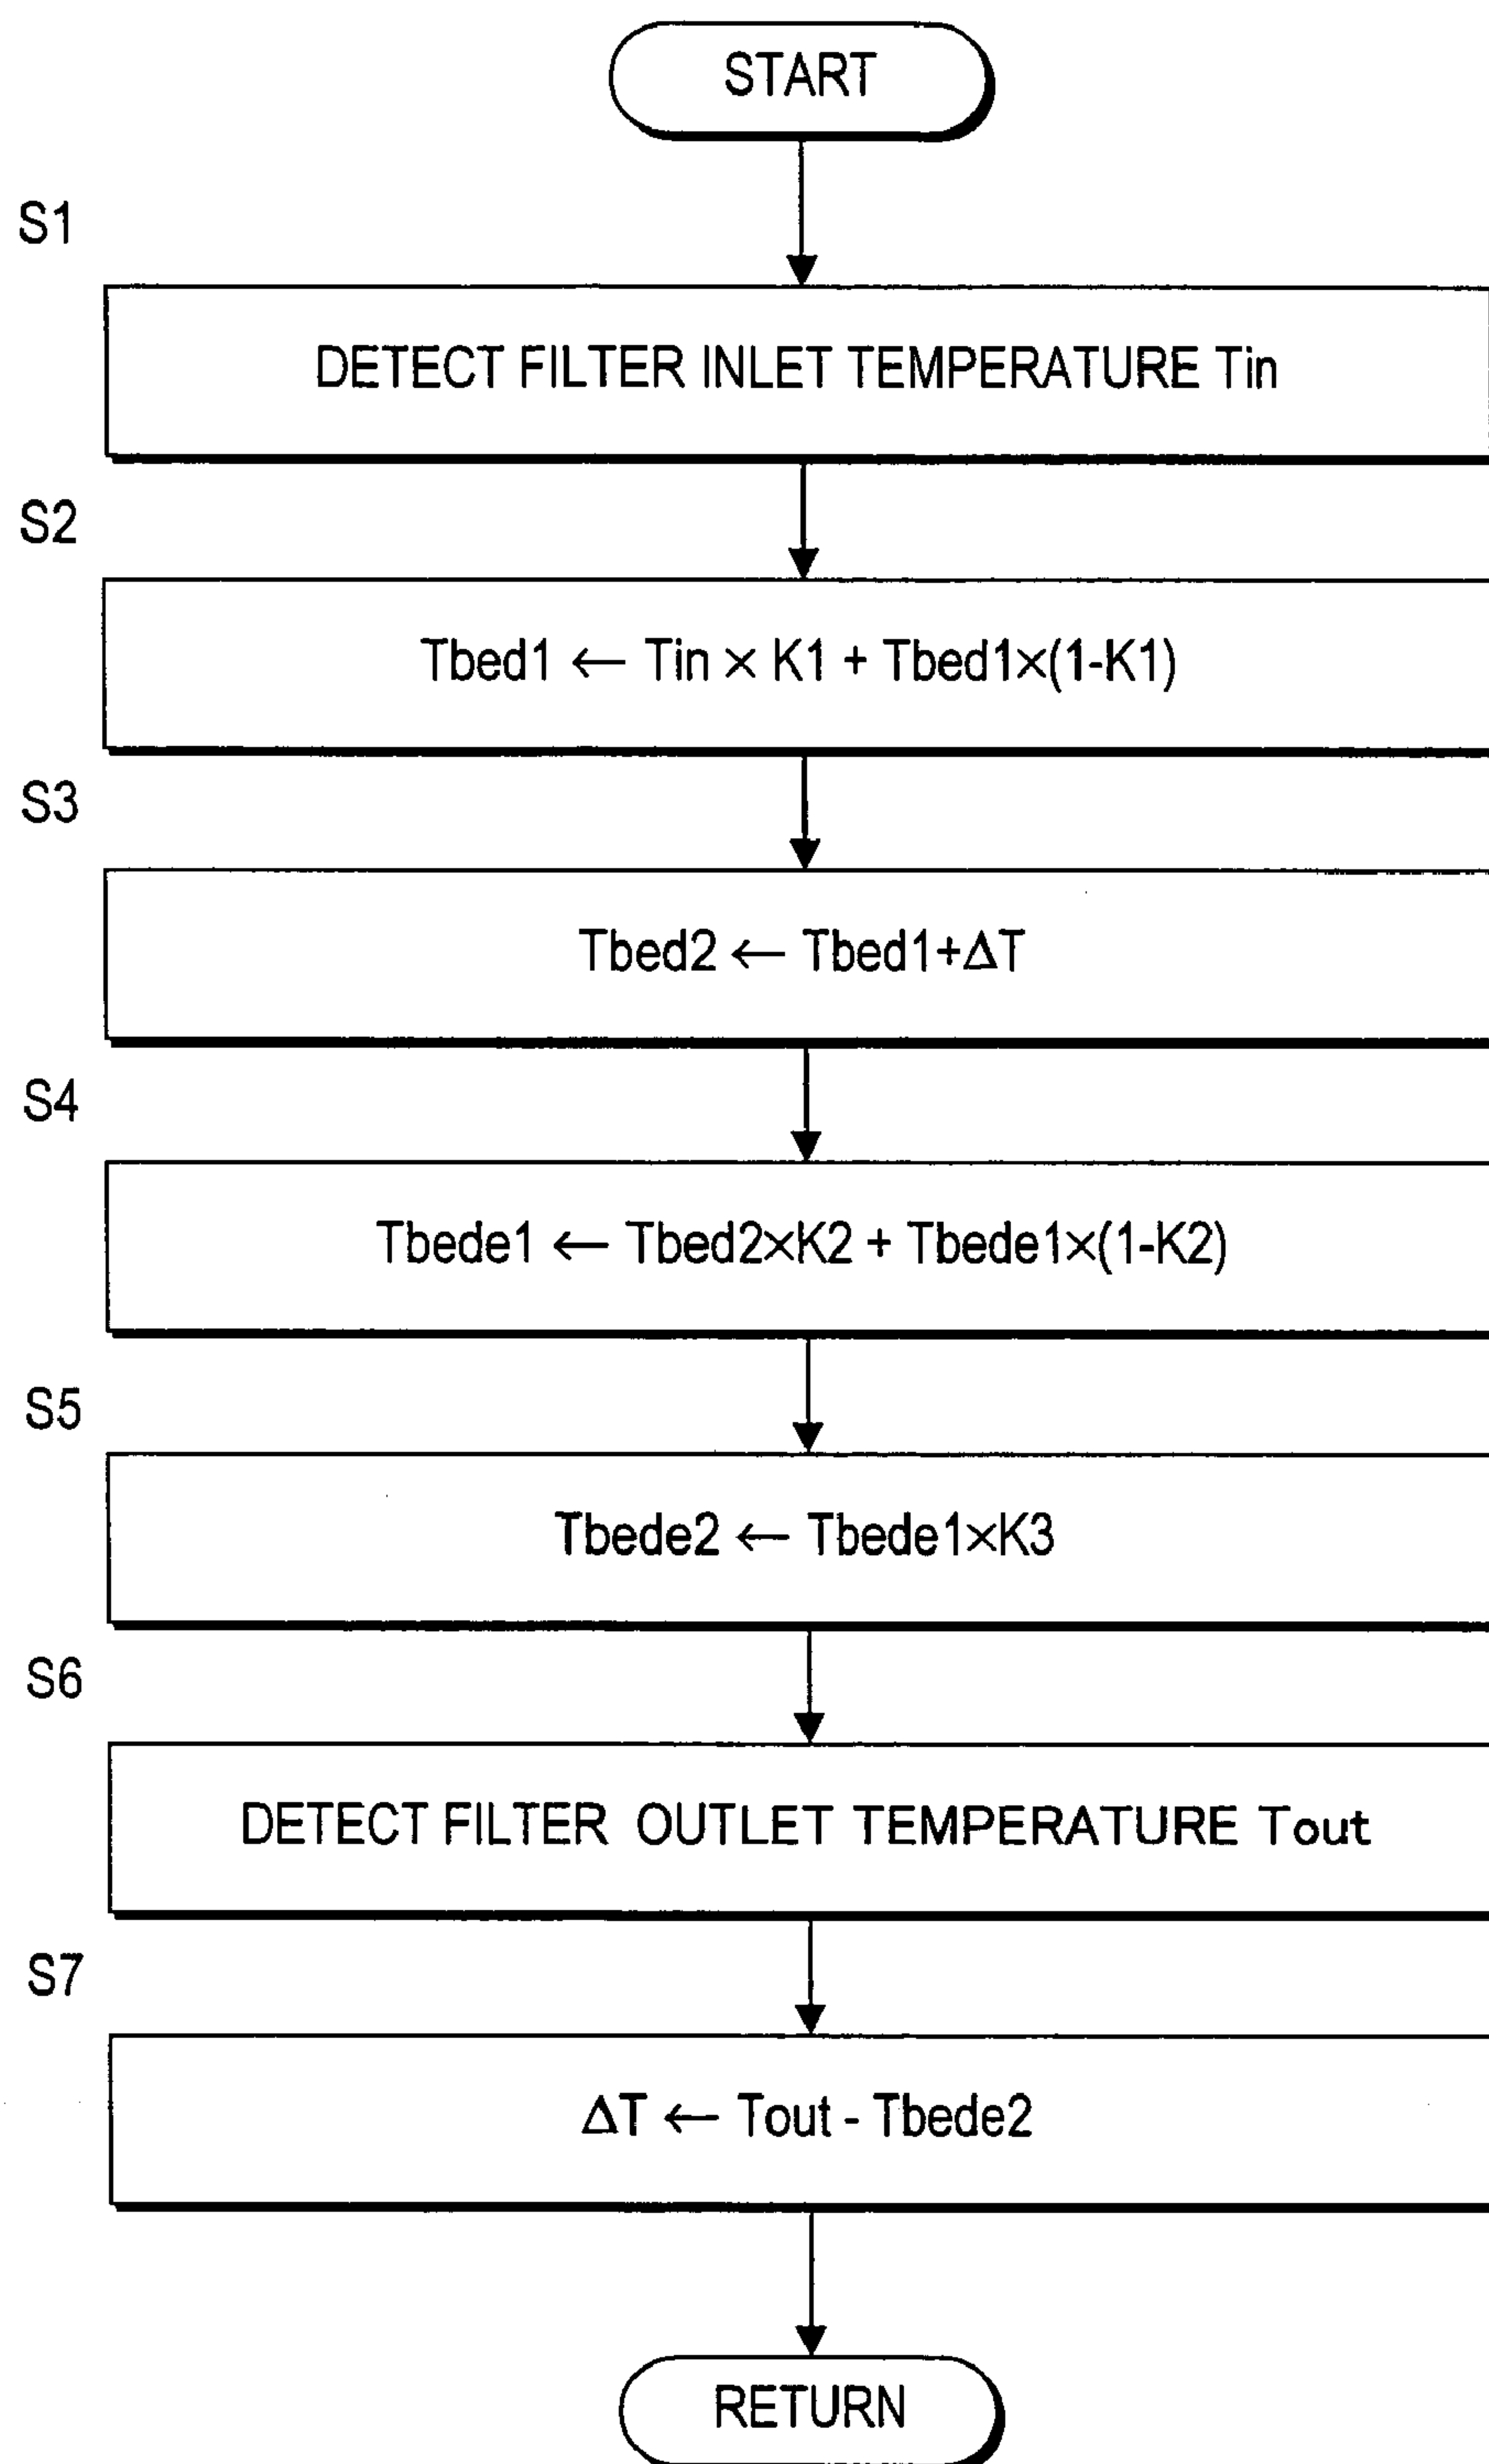 START
S1
DETECT FILTER INLET TEMPERATURE Tin
S2
Tbed1 ← Tin × K1 + Tbed1×(1-K1)
S3
Tbed2 ← Tbed1+ΔT
S4
Tbede1 ← Tbed2×K2 + Tbede1×(1-K2)
S5
Tbede2 ← Tbede1×K3
S6
DETECT FILTER OUTLET TEMPERATURE Tout
S7
ΔT ← Tout - Tbede2
RETURN